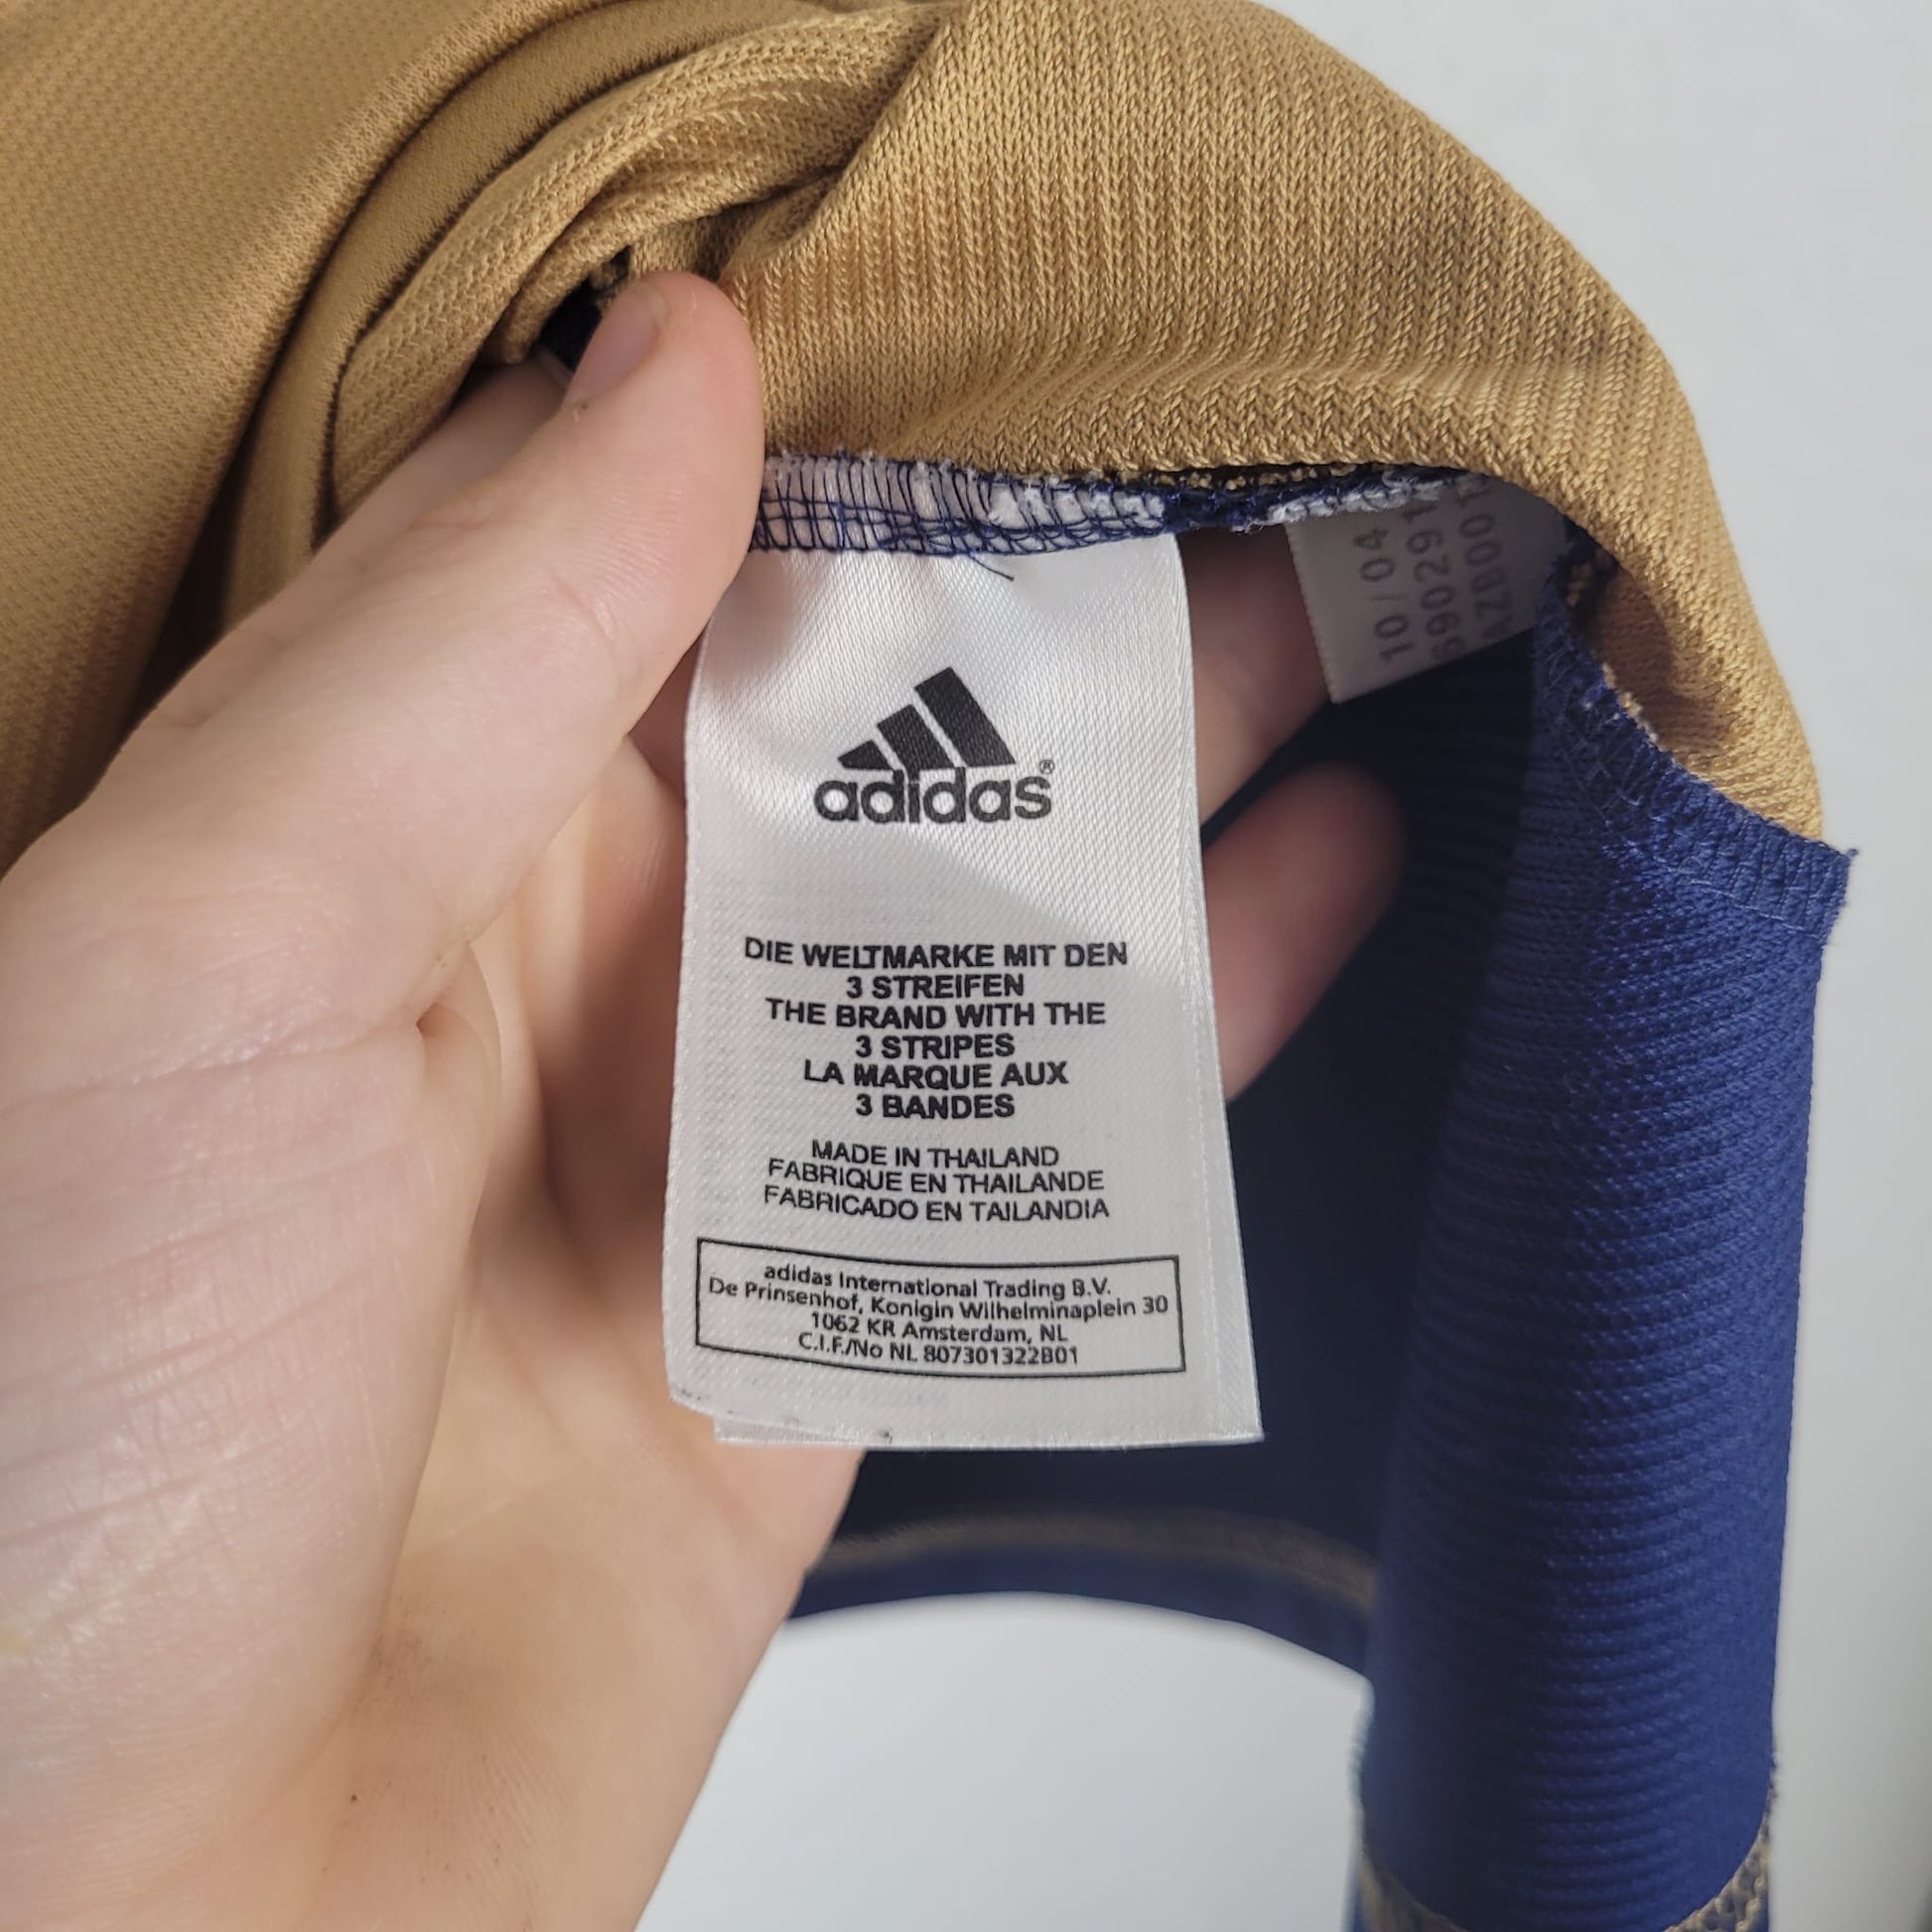 adidas®
DIE WELTMARKE MIT DEN
3 STREIFEN
THE BRAND WITH THE
3 STRIPES
LA MARQUE AUX
3 BANDES
MADE IN THAILAND
FABRIQUE EN THAILANDE
FABRICADO EN TAILANDIA
adidas International Trading B.V.
De Prinsenhof, Konigin Wilhelminaplein 30
1062 KR Amsterdam, NL
C.I.F./No NL 807301322B01
10/04